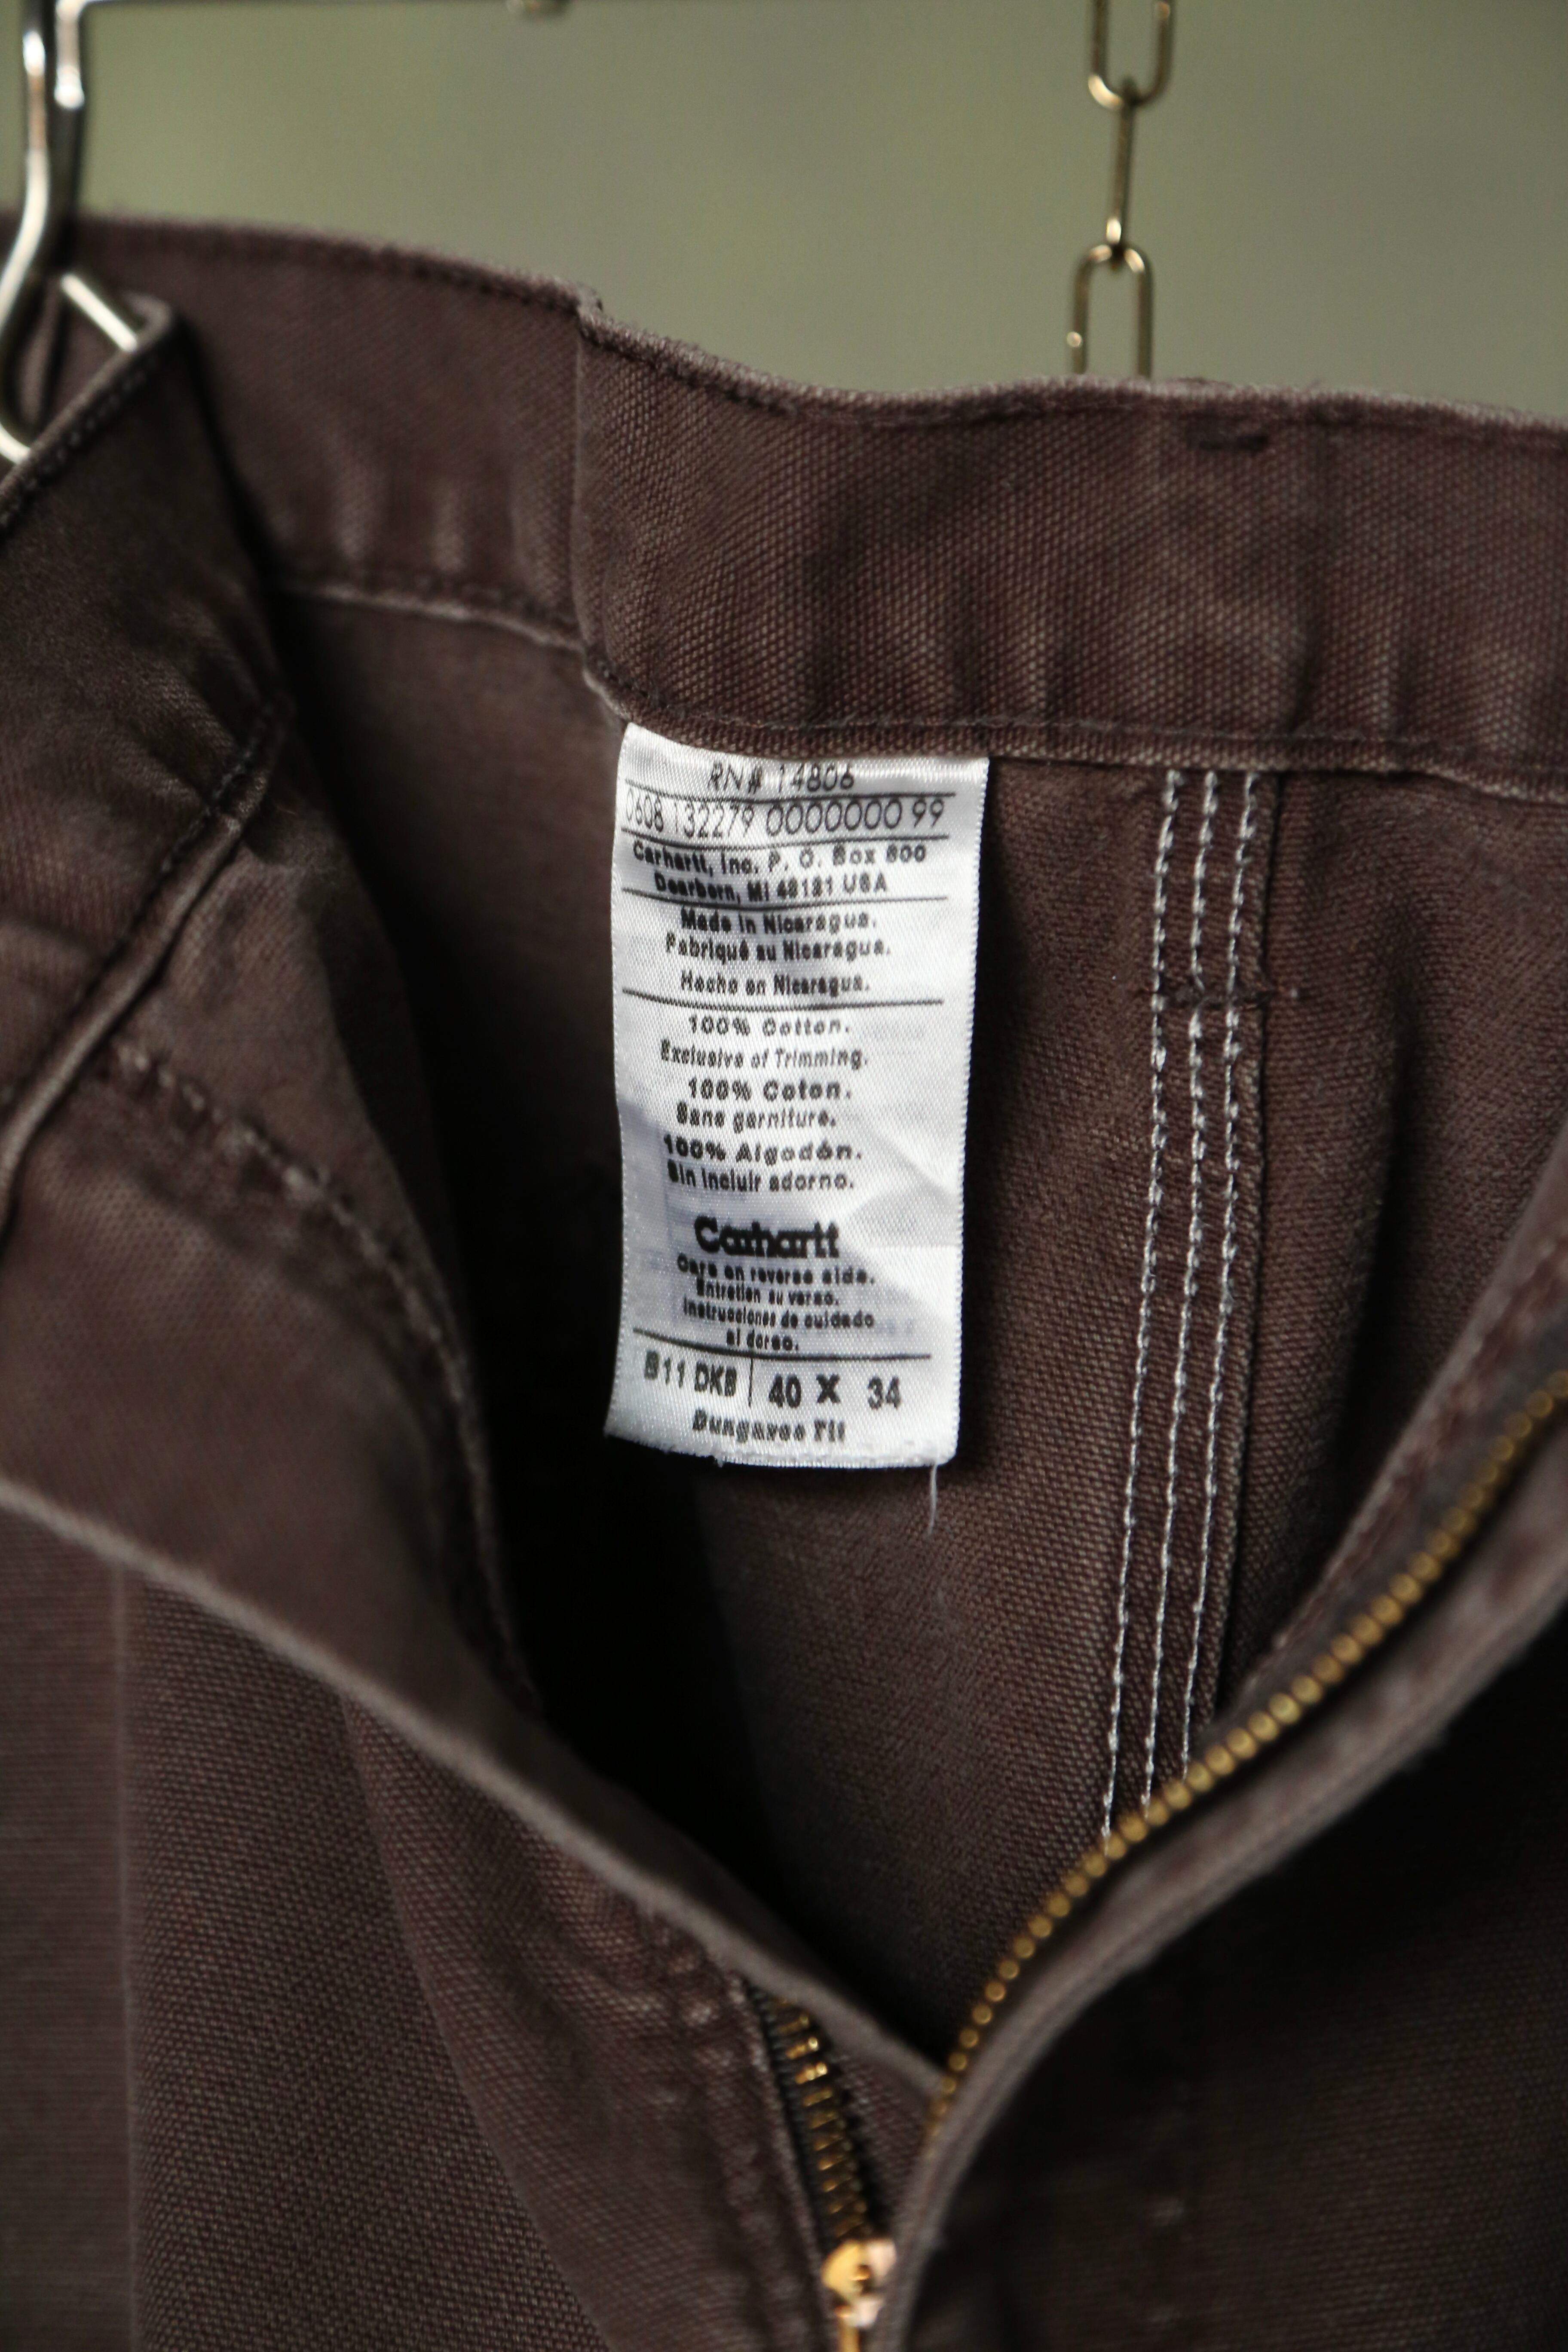 RN# 14806
0608 132279 0000000 99
Carhartt, Inc. P. O. Box 600
Dearborn, MI 48121 USA
Made in Nicaragua.
Fabriqué au Nicaragua.
Hecho en Nicaragua.
100% Cotton.
Exclusive of Trimming.
100% Coton.
Sans garniture.
100% Algodón.
Sin incluir adorno.
Carhartt
Care on reverse side.
Entretien au verso.
Instrucciones de cuidado
al dorso.
B11 DKB 40 X 34
Dungaree Fit